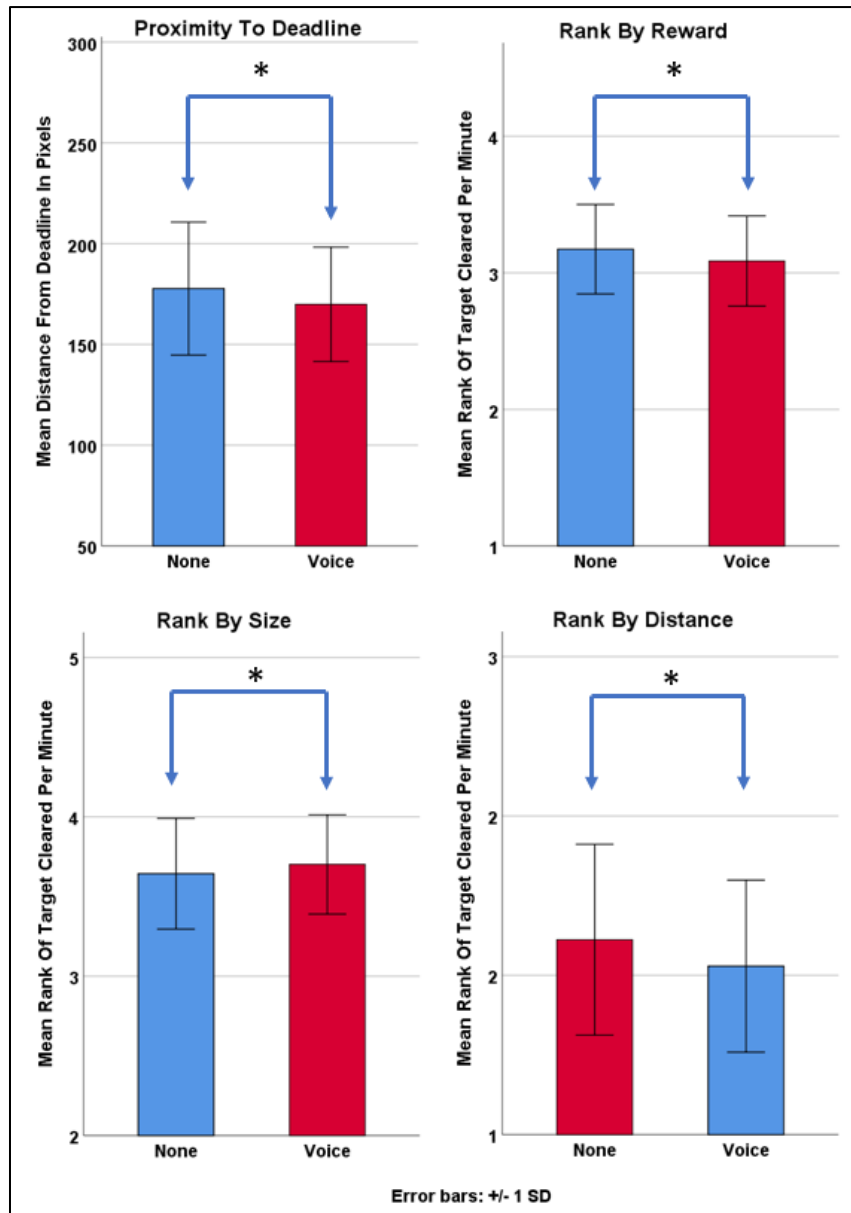 Proximity To Deadline
Mean Distance From Deadline In Pixels
300
250
200
150
100
50
*
None
Voice
Rank By Reward
Mean Rank Of Target Cleared Per Minute
4
3
2
1
*
None
Voice
Rank By Size
Mean Rank Of Target Cleared Per Minute
5
4
3
2
*
None
Voice
Rank By Distance
Mean Rank Of Target Cleared Per Minute
3
2
2
1
*
None
Voice
Error bars: +/- 1 SD